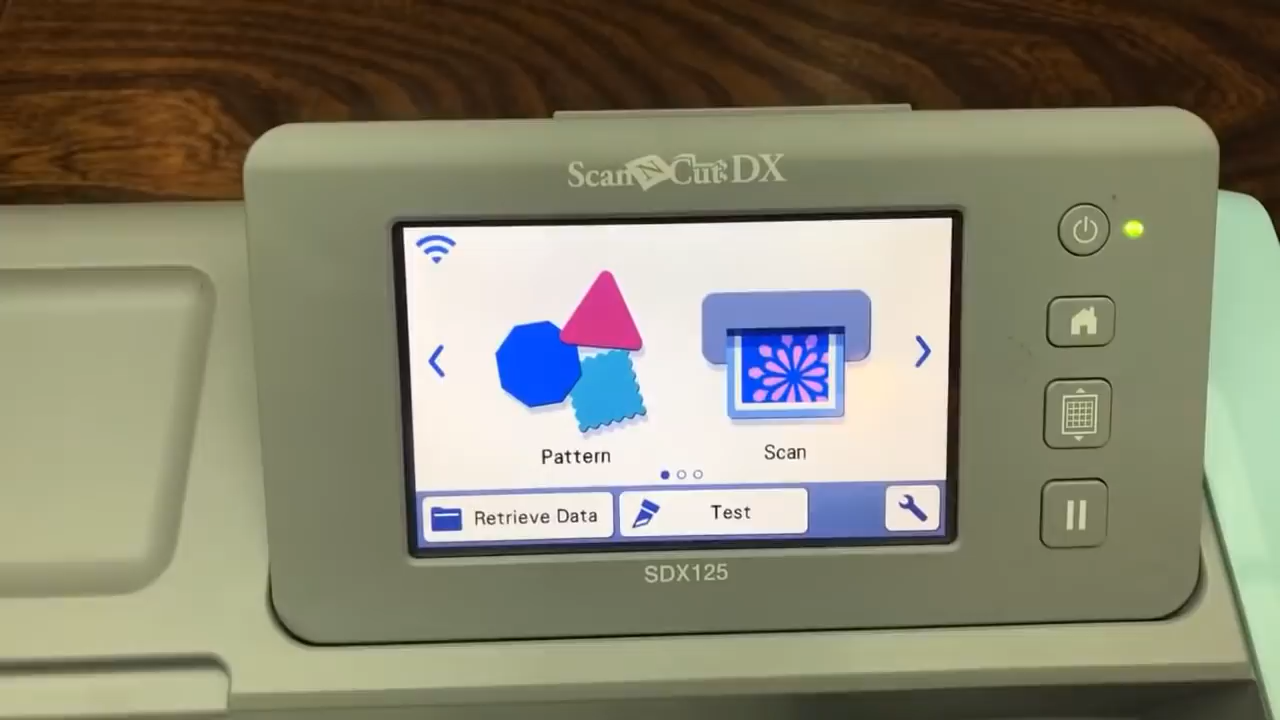 ScanNCut DX
Pattern
Scan
Retrieve Data
Test
SDX125